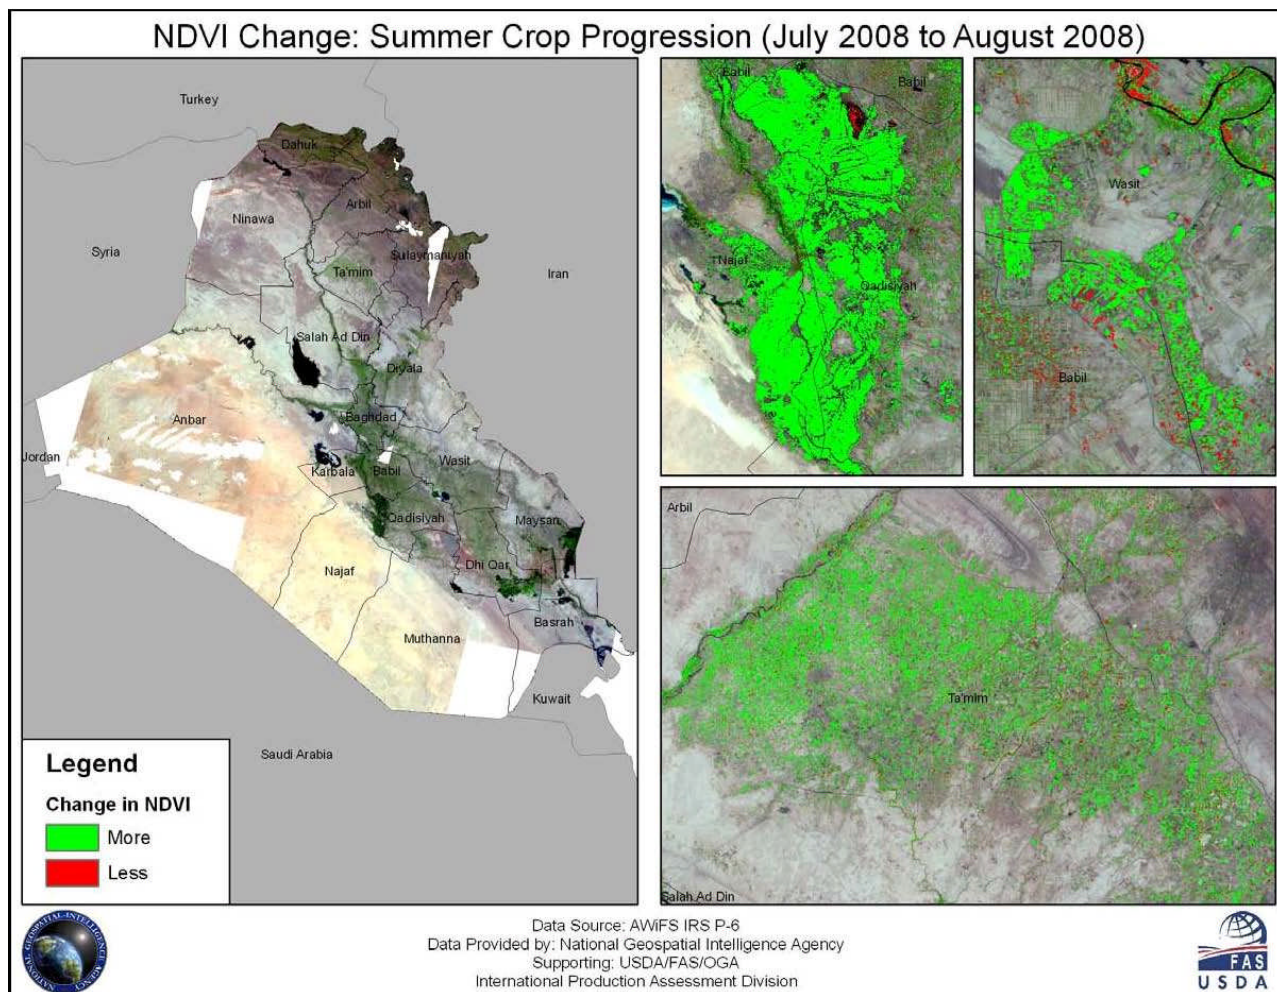 NDVI Change: Summer Crop Progression (July 2008 to August 2008)
Turkey
Dahuk
Ninawa
Arbil
Syria
Sulaymaniyah
Iran
Ta'mim
Salah Ad Din
Diyala
Anbar
Baghdad
Jordan
Karbala
Babil
Wasit
Qadisiyah
Maysan
Najaf
Dhi Qar
Basrah
Muthanna
Kuwait
Saudi Arabia
Legend
Change in NDVI
More
Less
Babil
Babil
Najaf
Qadisiyah
Wasit
Babil
Arbil
Ta'mim
Salah Ad Din
NATIONAL GEOSPATIAL-INTELLIGENCE AGENCY
Data Source: AWiFS IRS P-6
Data Provided by: National Geospatial Intelligence Agency
Supporting: USDA/FAS/OGA
International Production Assessment Division
FAS
USDA